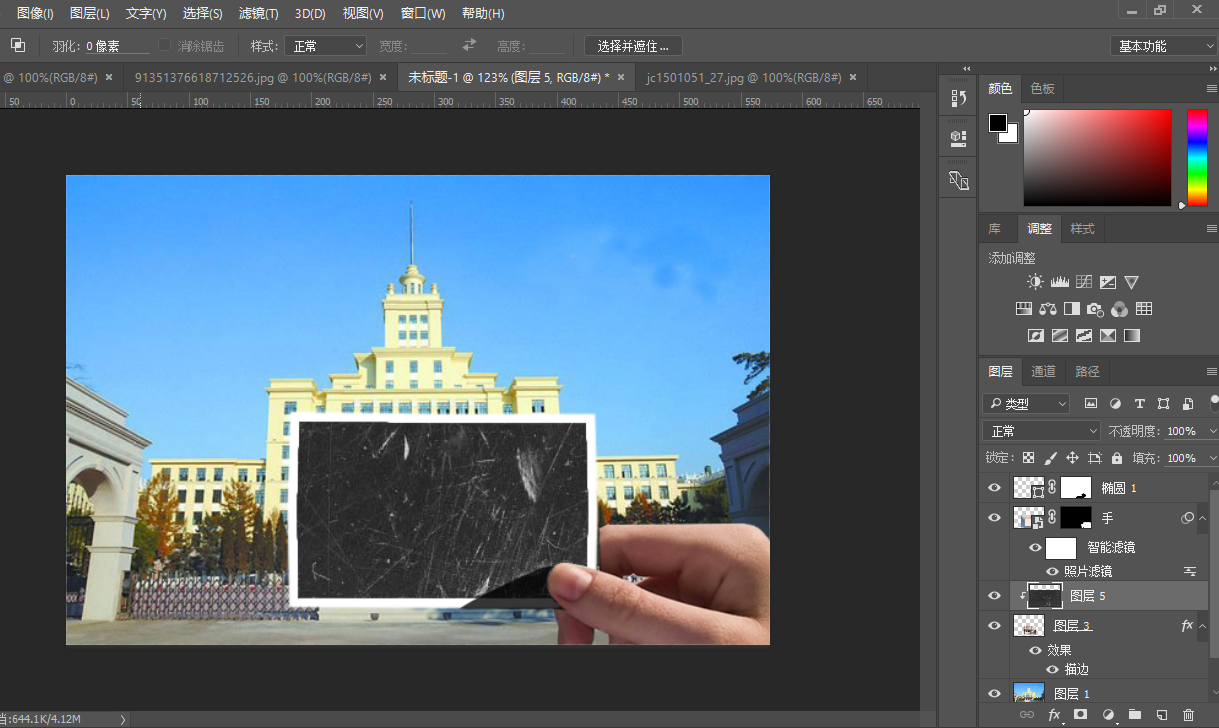 图像(I) 图层(L) 文字(Y) 选择(S) 滤镜(T) 3D(D) 视图(V) 窗口(W) 帮助(H)
羽化: 0 像素 消除锯齿 样式: 正常 宽度: 高度: 选择并遮住 ... 基本功能
@ 100%(RGB/8#) × 91351376618712526.jpg @ 100%(RGB/8#) × 未标题-1 @ 123% (图层 5, RGB/8#) * × jc1501051_27.jpg @ 100%(RGB/8#) ×
50 0 50 100 150 200 250 300 350 400 450 500 550 600 650
颜色 色板
库 调整 样式
添加调整
图层 通道 路径
类型
正常 不透明度: 100%
锁定: 填充: 100%
椭圆 1
手
智能滤镜
照片滤镜
图层 5
图层 3 fx
效果
描边
图层 1
fx
当:644.1K/4.12M